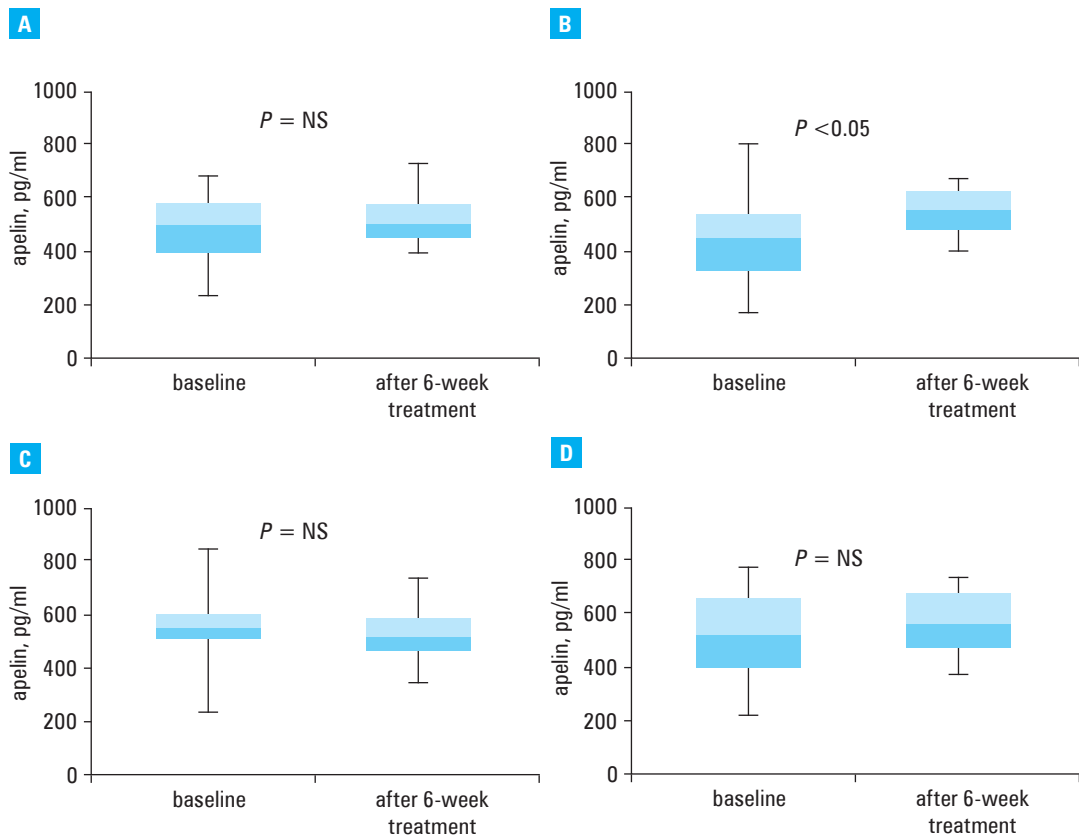 A
1000
800
600
400
200
0
apelin, pg/ml
P = NS
baseline
after 6-week
treatment
B
1000
800
600
400
200
0
apelin, pg/ml
P <0.05
baseline
after 6-week
treatment
C
1000
800
600
400
200
0
apelin, pg/ml
P = NS
baseline
after 6-week
treatment
D
1000
800
600
400
200
0
apelin, pg/ml
P = NS
baseline
after 6-week
treatment